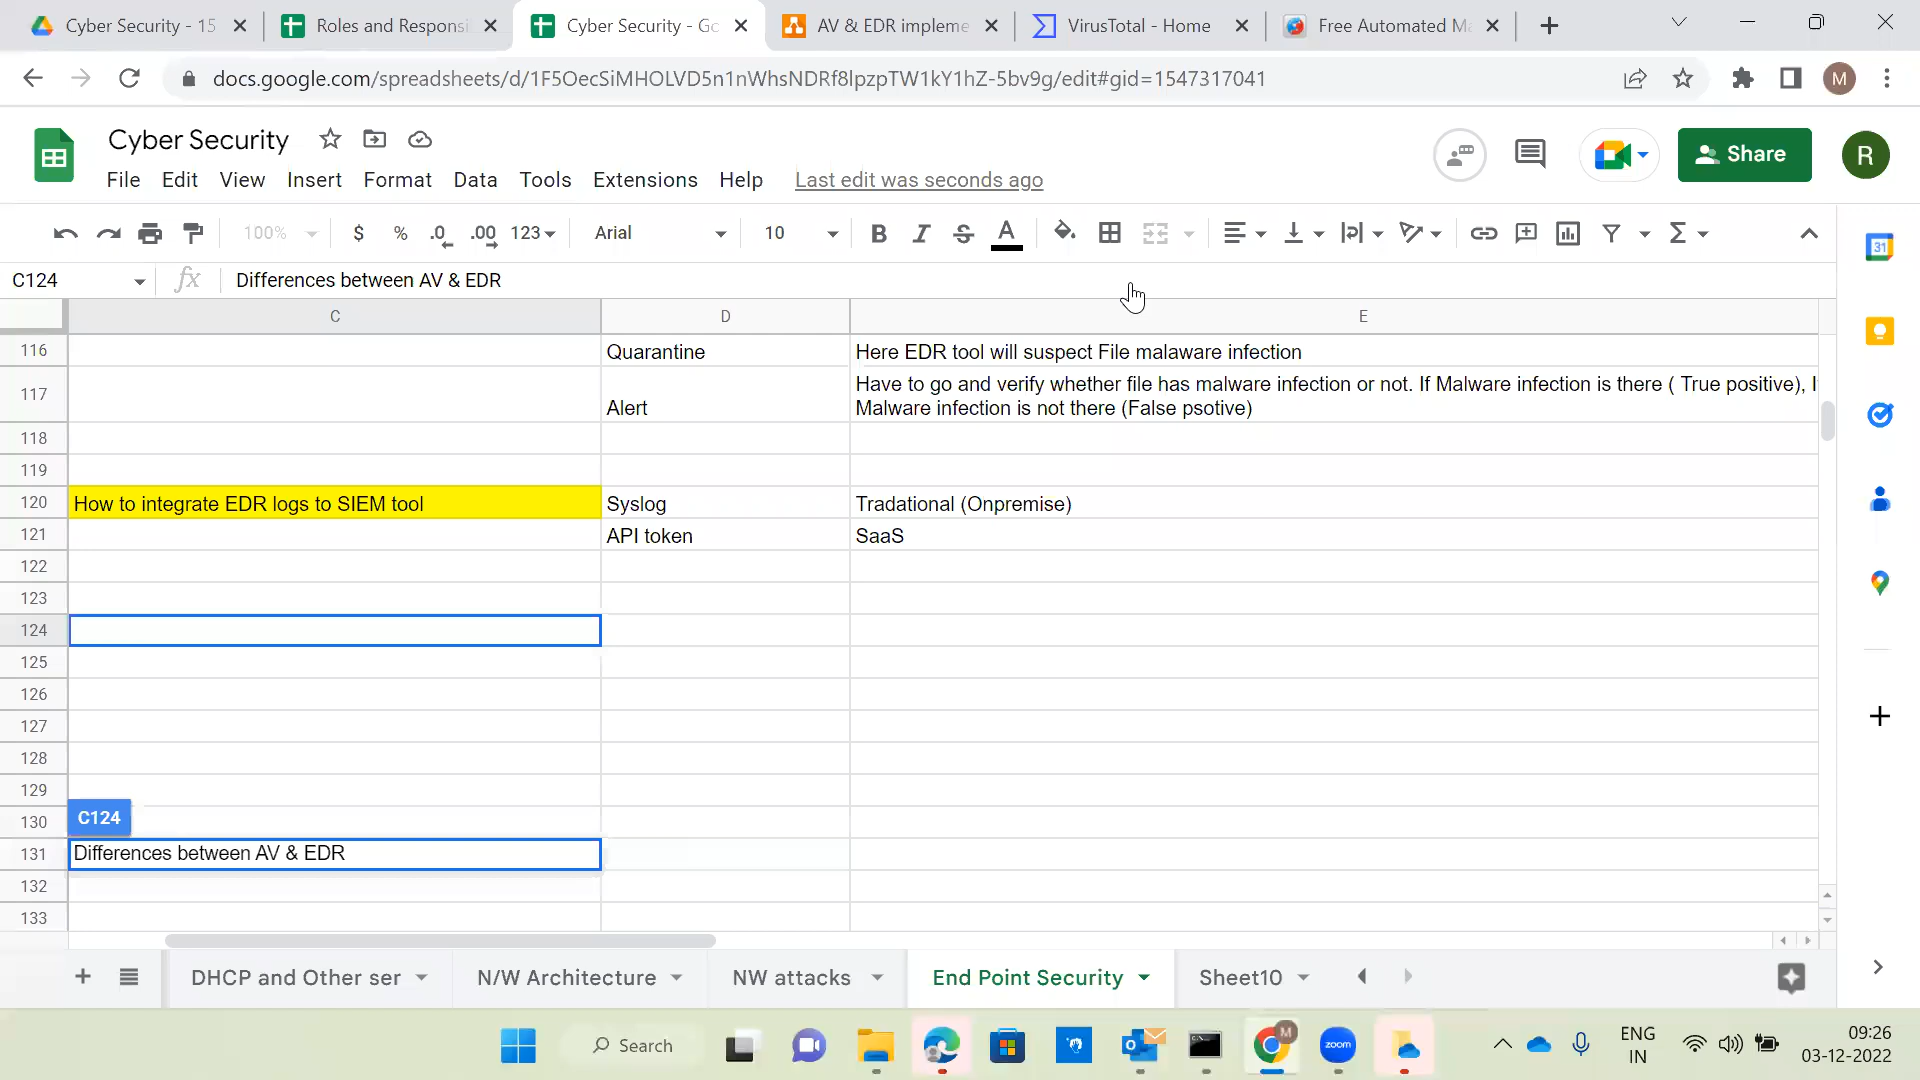 Cyber Security - 15
Roles and Responsi
Cyber Security - Go
AV & EDR impleme
VirusTotal - Home
Free Automated Ma
docs.google.com/spreadsheets/d/1F5OecSiMHOLVD5n1nWhsNDRf8lpzpTW1kY1hZ-5bv9g/edit#gid=1547317041
M
Cyber Security
Share
R
File Edit View Insert Format Data Tools Extensions Help Last edit was seconds ago
100% $ % .0 .00 123 Arial 10 B I S A
31
C124 fx Differences between AV & EDR
C D E
116 Quarantine Here EDR tool will suspect File malaware infection
117 Alert Have to go and verify whether file has malware infection or not. If Malware infection is there ( True positive), I
Malware infection is not there (False psotive)
118
119
120 How to integrate EDR logs to SIEM tool Syslog Tradational (Onpremise)
121 API token SaaS
122
123
124
125
126
127
128
129
130 C124
131 Differences between AV & EDR
132
133
DHCP and Other ser N/W Architecture NW attacks End Point Security Sheet10
Search
zoom
M
ENG
IN
09:26
03-12-2022